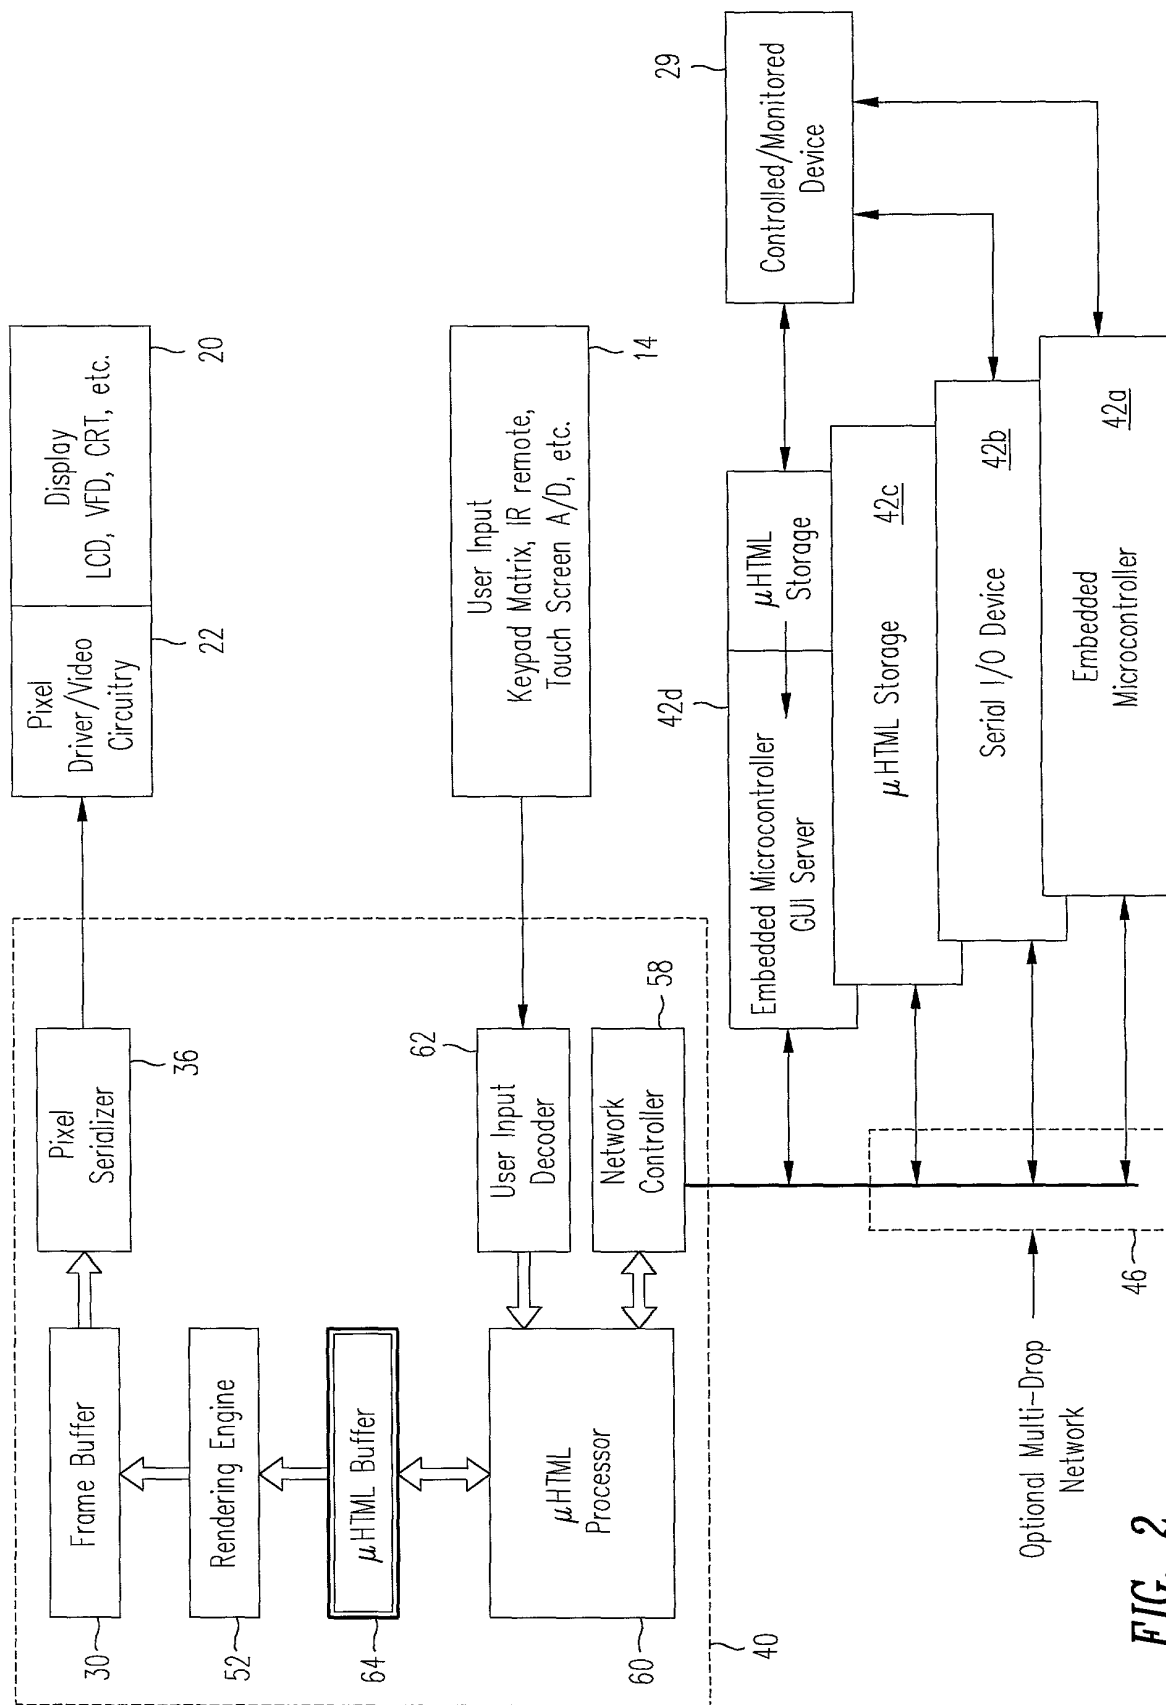 30
Frame Buffer
52
Rendering Engine
64
μHTML Buffer
60
μHTML
Processor
40
Pixel
Serializer
36
62
User Input
Decoder
Network
Controller
58
Pixel
Driver/Video
Circuitry
22
Display
LCD, VFD, CRT, etc.
20
User Input
Keypad Matrix, IR remote,
Touch Screen A/D, etc.
14
42d
Embedded Microcontroller
GUI Server
μHTML
Storage
μHTML Storage
42c
Serial I/O Device
42b
Embedded
Microcontroller
42a
29
Controlled/Monitored
Device
46
Optional Multi-Drop
Network
FIG. 2